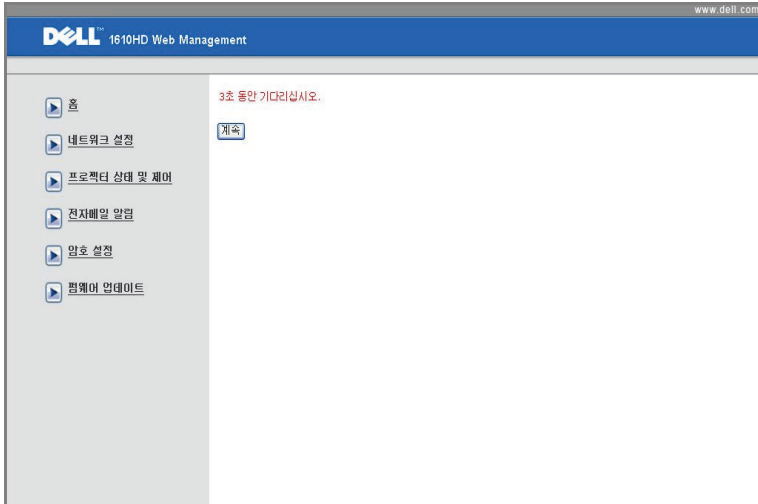 www.dell.com
DELL™ 1610HD Web Management
홈
네트워크 설정
프로젝터 상태 및 제어
전자메일 알림
암호 설정
펌웨어 업데이트
3초 동안 기다리십시오.
계속